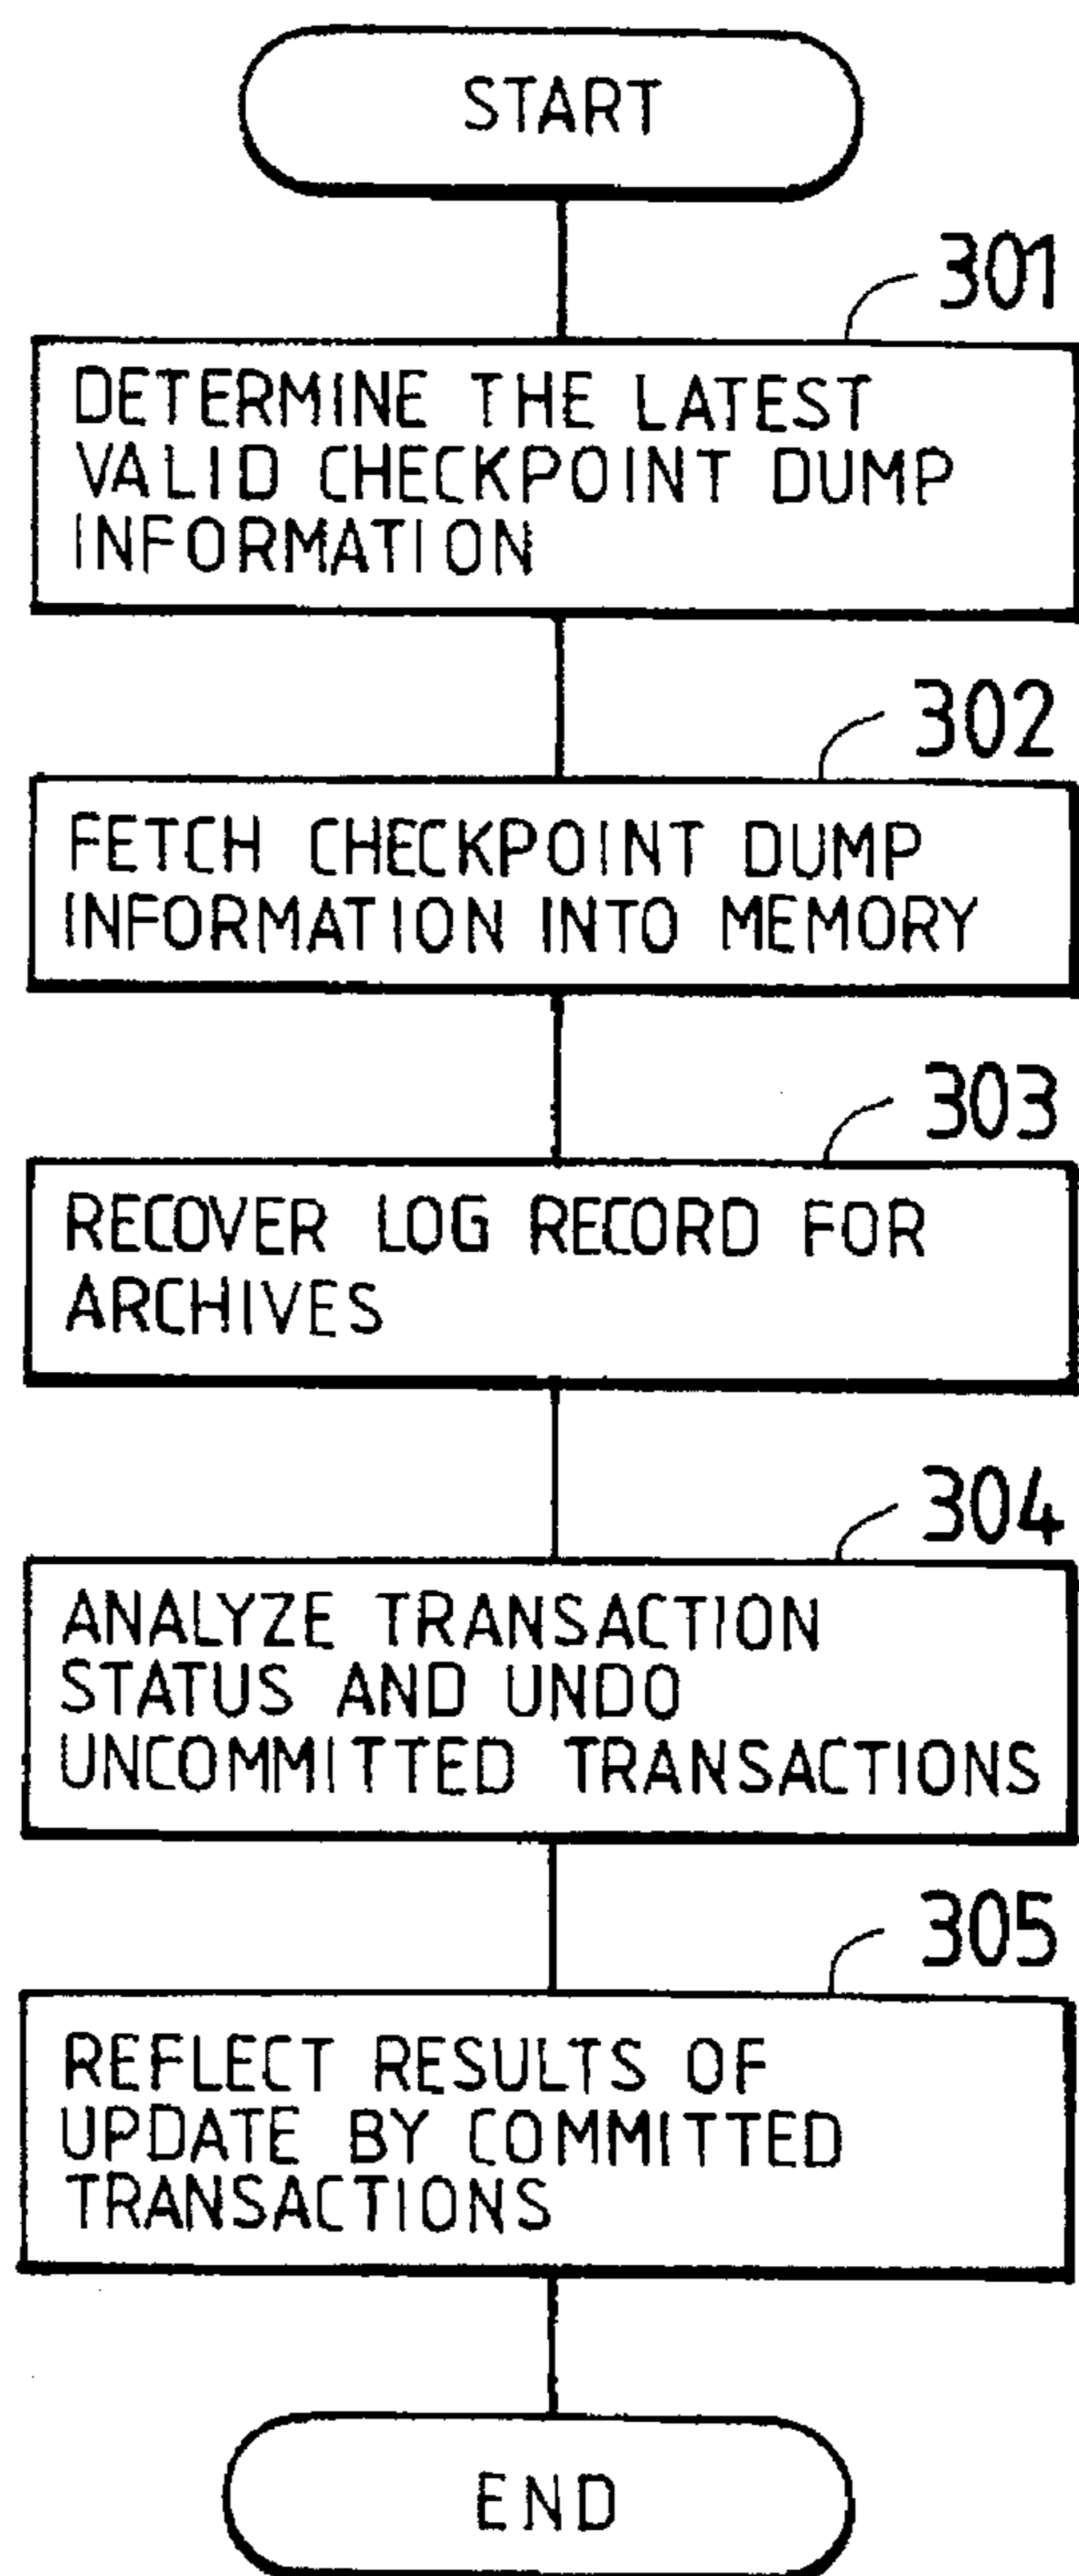 START
301
DETERMINE THE LATEST
VALID CHECKPOINT DUMP
INFORMATION
302
FETCH CHECKPOINT DUMP
INFORMATION INTO MEMORY
303
RECOVER LOG RECORD FOR
ARCHIVES
304
ANALYZE TRANSACTION
STATUS AND UNDO
UNCOMMITTED TRANSACTIONS
305
REFLECT RESULTS OF
UPDATE BY COMMITTED
TRANSACTIONS
END